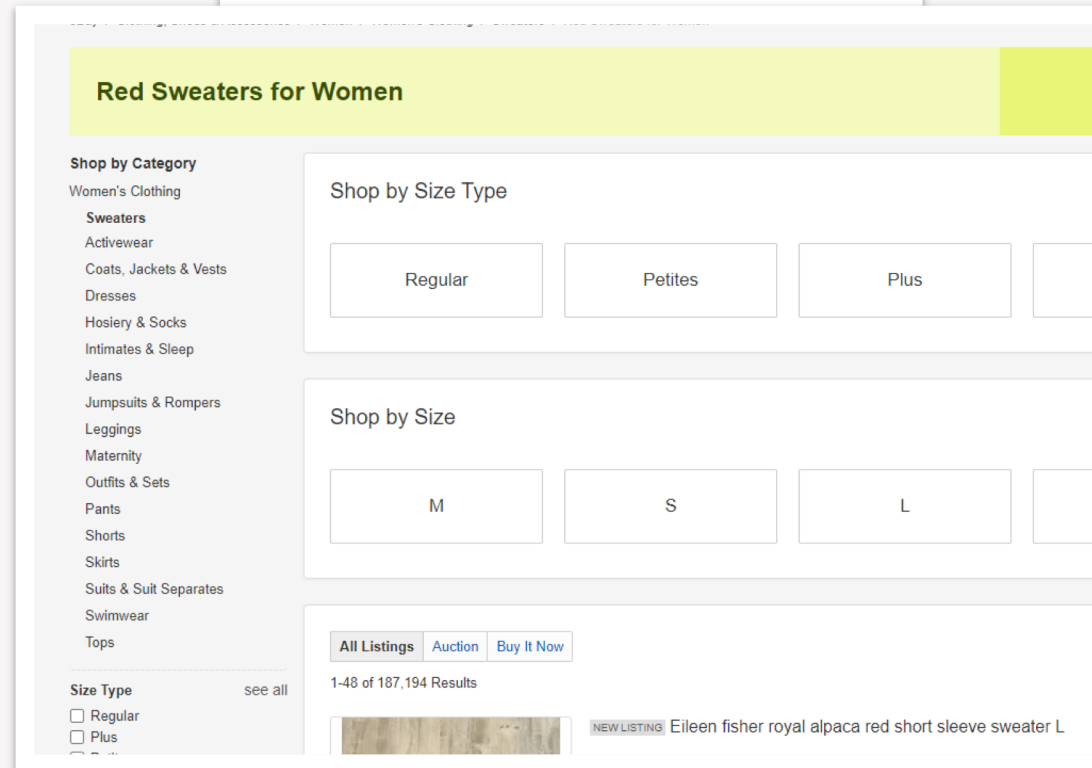 Red Sweaters for Women
Shop by Category
Women's Clothing
Sweaters
Activewear
Coats, Jackets & Vests
Dresses
Hosiery & Socks
Intimates & Sleep
Jeans
Jumpsuits & Rompers
Leggings
Maternity
Outfits & Sets
Pants
Shorts
Skirts
Suits & Suit Separates
Swimwear
Tops
Size Type see all
Regular
Plus
Shop by Size Type
Regular Petites Plus
Shop by Size
M S L
All Listings Auction Buy It Now
1-48 of 187,194 Results
NEW LISTING Eileen fisher royal alpaca red short sleeve sweater L